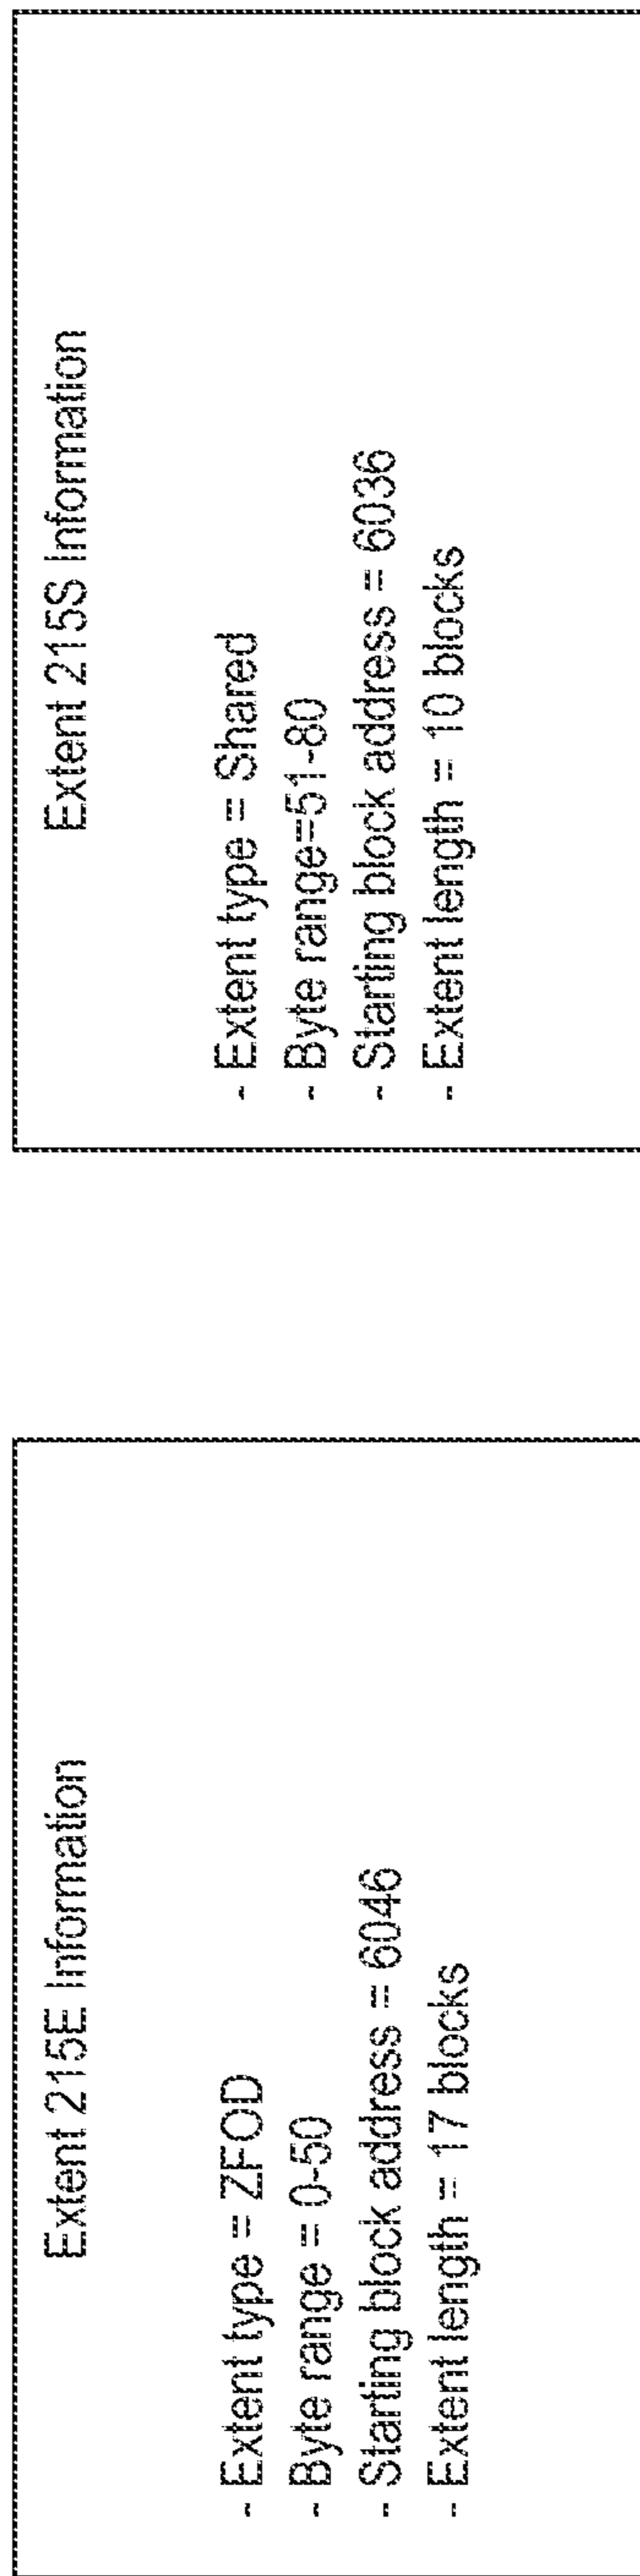 Extent 215E Information
- Extent type = ZFOD
- Byte range = 0-50
- Starting block address = 6046
- Extent length = 17 blocks
Extent 215S Information
- Extent type = Shared
- Byte range=51-80
- Starting block address = 6036
- Extent length = 10 blocks